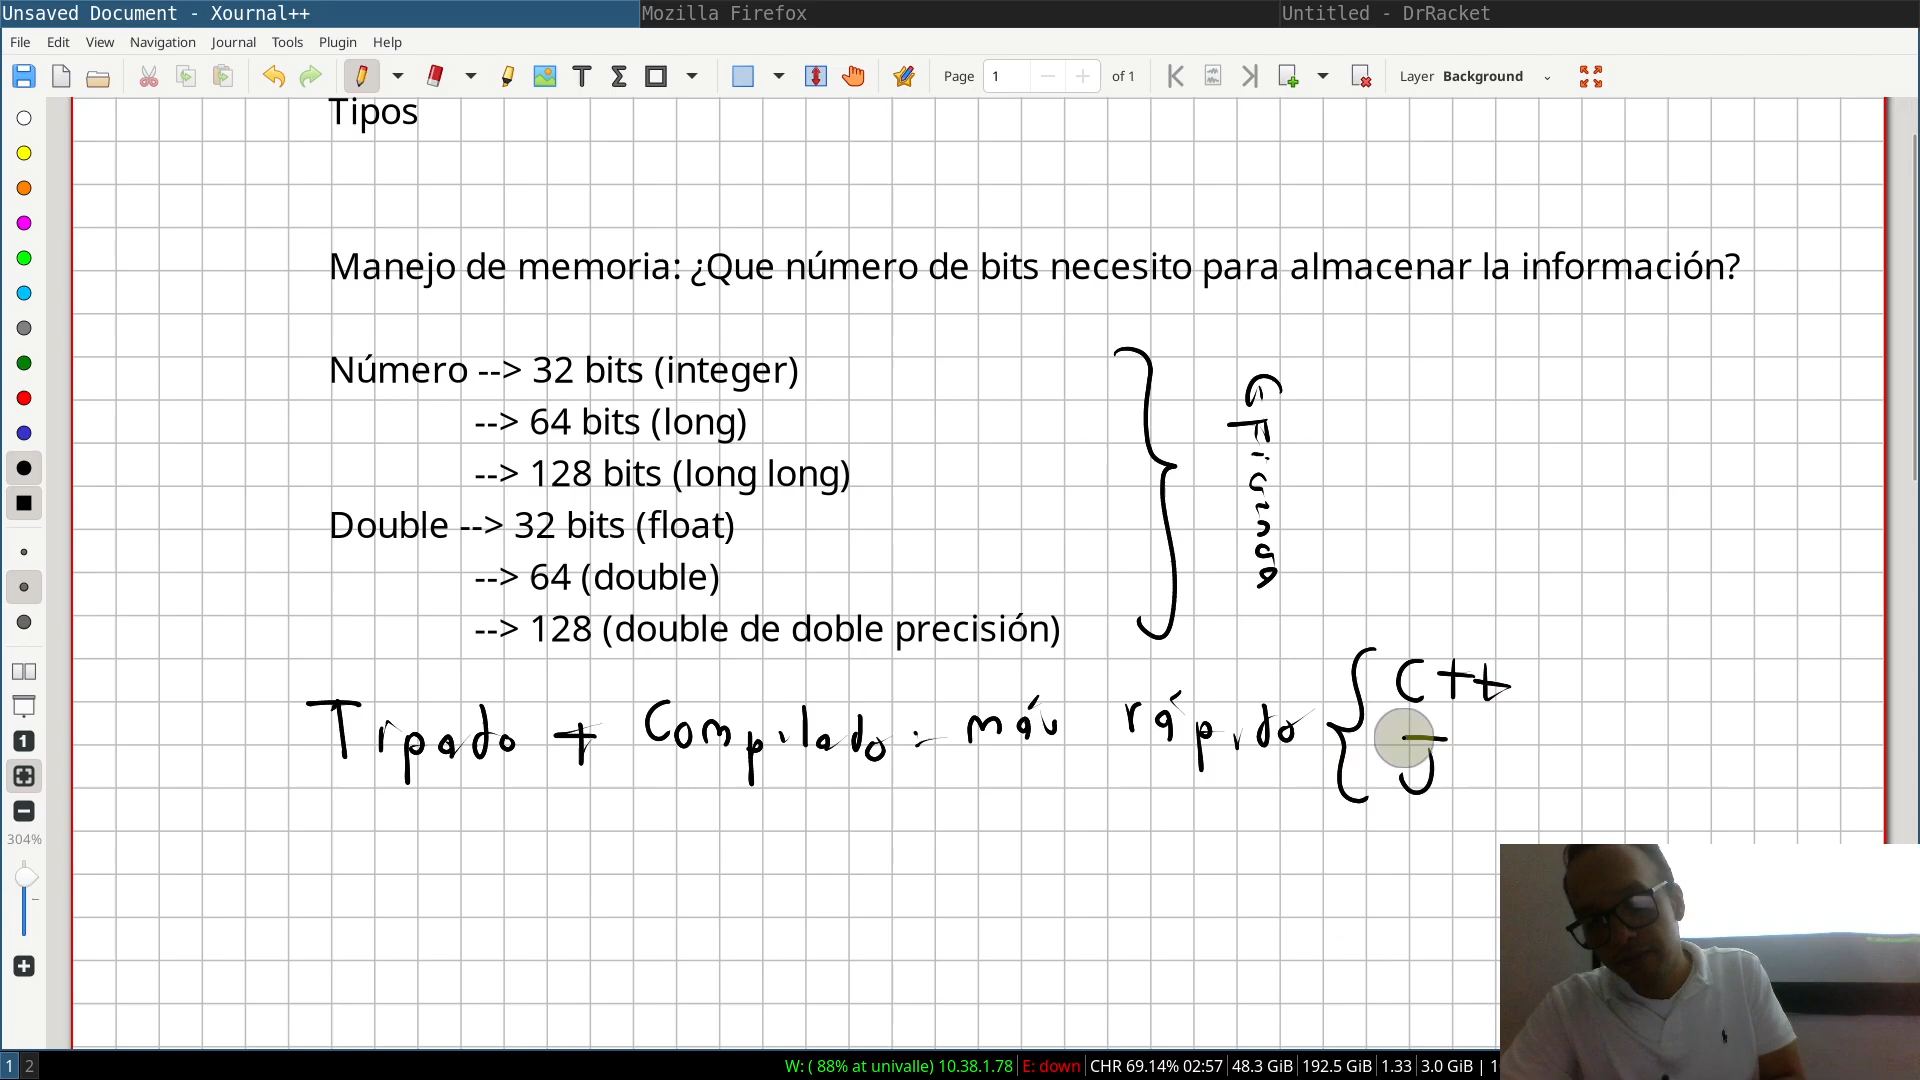 Unsaved Document - Xournal++
Mozilla Firefox
Untitled - DrRacket
File Edit View Navigation Journal Tools Plugin Help
Page 1 of 1 Layer Background
Tipos
Manejo de memoria: ¿Que número de bits necesito para almacenar la información?
Número --> 32 bits (integer)
--> 64 bits (long)
--> 128 bits (long long)
Double --> 32 bits (float)
--> 64 (double)
--> 128 (double de doble precisión)
Tipado + Compilado = más rápido { C++
J
1
304%
1 2
W: ( 88% at univalle) 10.38.1.78 E: down CHR 69.14% 02:57 48.3 GiB 192.5 GiB 1.33 3.0 GiB | 1